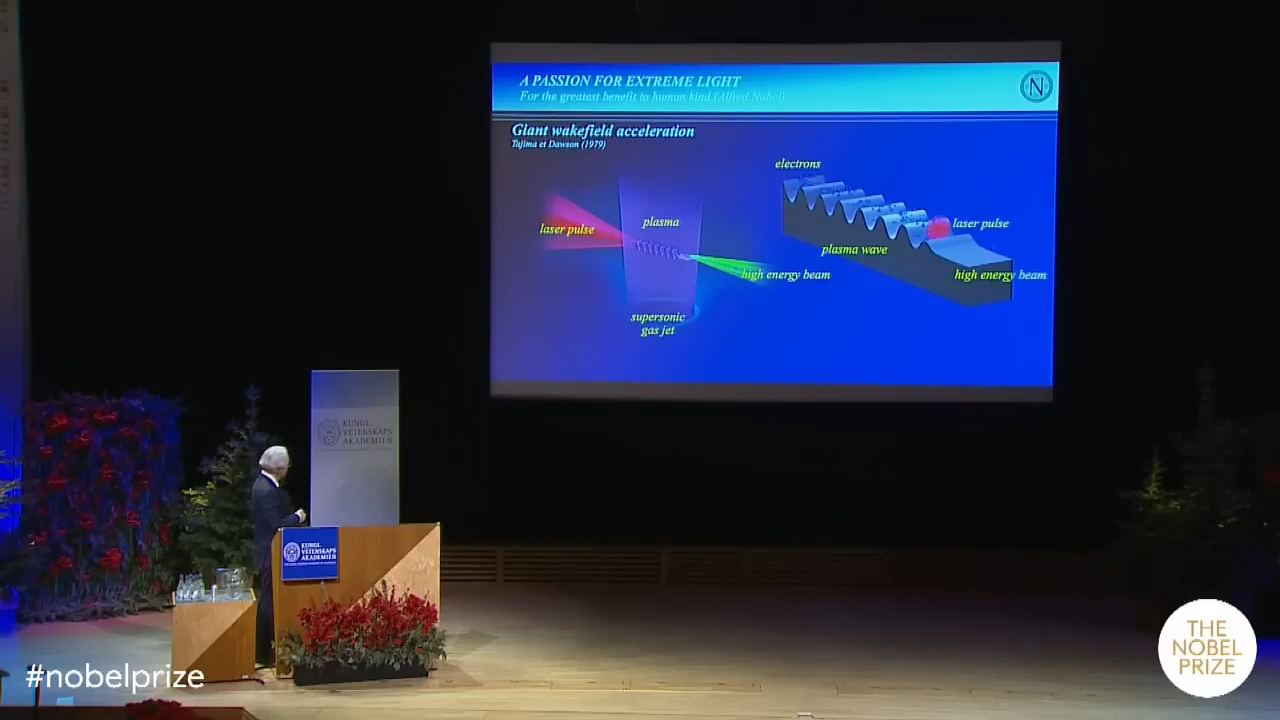 A PASSION FOR EXTREME LIGHT
For the greatest benefit to human kind (Alfred Nobel)
N
Giant wakefield acceleration
Tajima et Dawson (1979)
electrons
laser pulse
plasma
laser pulse
plasma wave
high energy beam
high energy beam
supersonic
gas jet
KUNGL.
VETENSKAPS
AKADEMIEN
KUNGL.
VETENSKAPS
AKADEMIEN
THE
NOBEL
PRIZE
#nobelprize